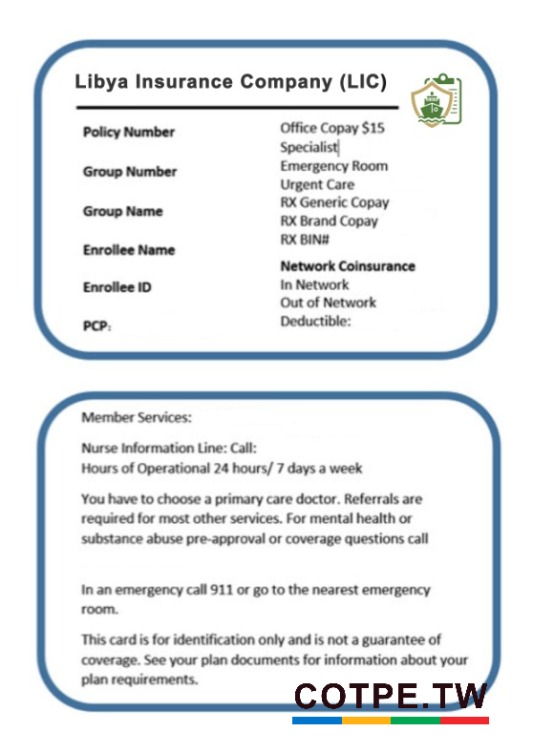 Libya Insurance Company (LIC)
Policy Number
Group Number
Group Name
Enrollee Name
Enrollee ID
PCP:
Office Copay $15
Specialist
Emergency Room
Urgent Care
RX Generic Copay
RX Brand Copay
RX BIN#
Network Coinsurance
In Network
Out of Network
Deductible:
Member Services:
Nurse Information Line: Call:
Hours of Operational 24 hours/ 7 days a week
You have to choose a primary care doctor. Referrals are
required for most other services. For mental health or
substance abuse pre-approval or coverage questions call
In an emergency call 911 or go to the nearest emergency
room.
This card is for identification only and is not a guarantee of
coverage. See your plan documents for information about your
plan requirements.
COTPE.TW